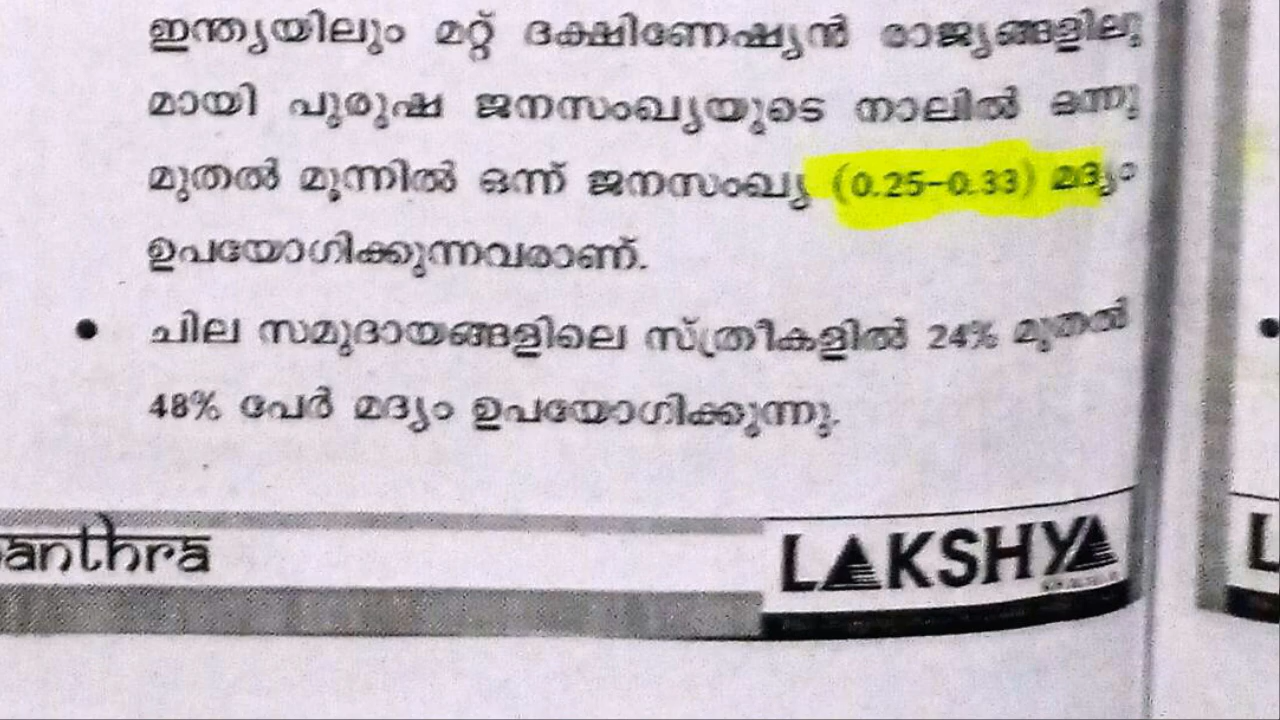 ഇന്ത്യയിലും മറ്റ് ദക്ഷിണേഷ്യൻ രാജ്യങ്ങളിലു
മായി പുരുഷ ജനസംഖ്യയുടെ നാലിൽ ഒന്നു
മുതൽ മൂന്നിൽ ഒന്ന് ജനസംഖ്യ (0.25-0.33) മദ്യം
ഉപയോഗിക്കുന്നവരാണ്.
• ചില സമുദായങ്ങളിലെ സ്ത്രീകളിൽ 24% മുതൽ
48% പേർ മദ്യം ഉപയോഗിക്കുന്നു.
anthra
LAKSHYA
L